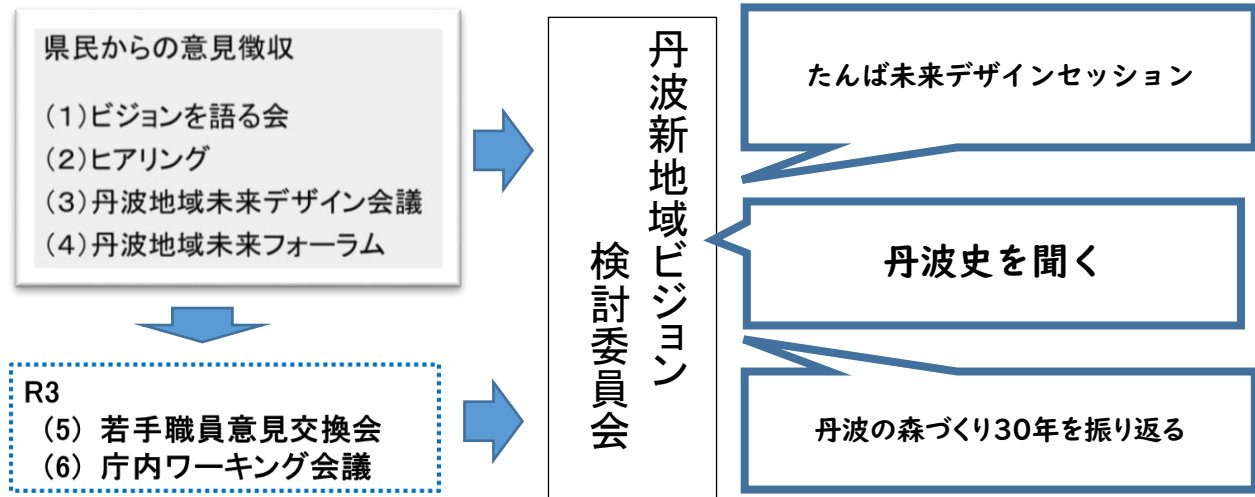 県民からの意見徴収
(1)ビジョンを語る会
(2)ヒアリング
(3)丹波地域未来デザイン会議
(4)丹波地域未来フォーラム
R3
(5) 若手職員意見交換会
(6) 庁内ワーキング会議
丹波新地域ビジョン
検討委員会
たんば未来デザインセッション
丹波史を聞く
丹波の森づくり30年を振り返る